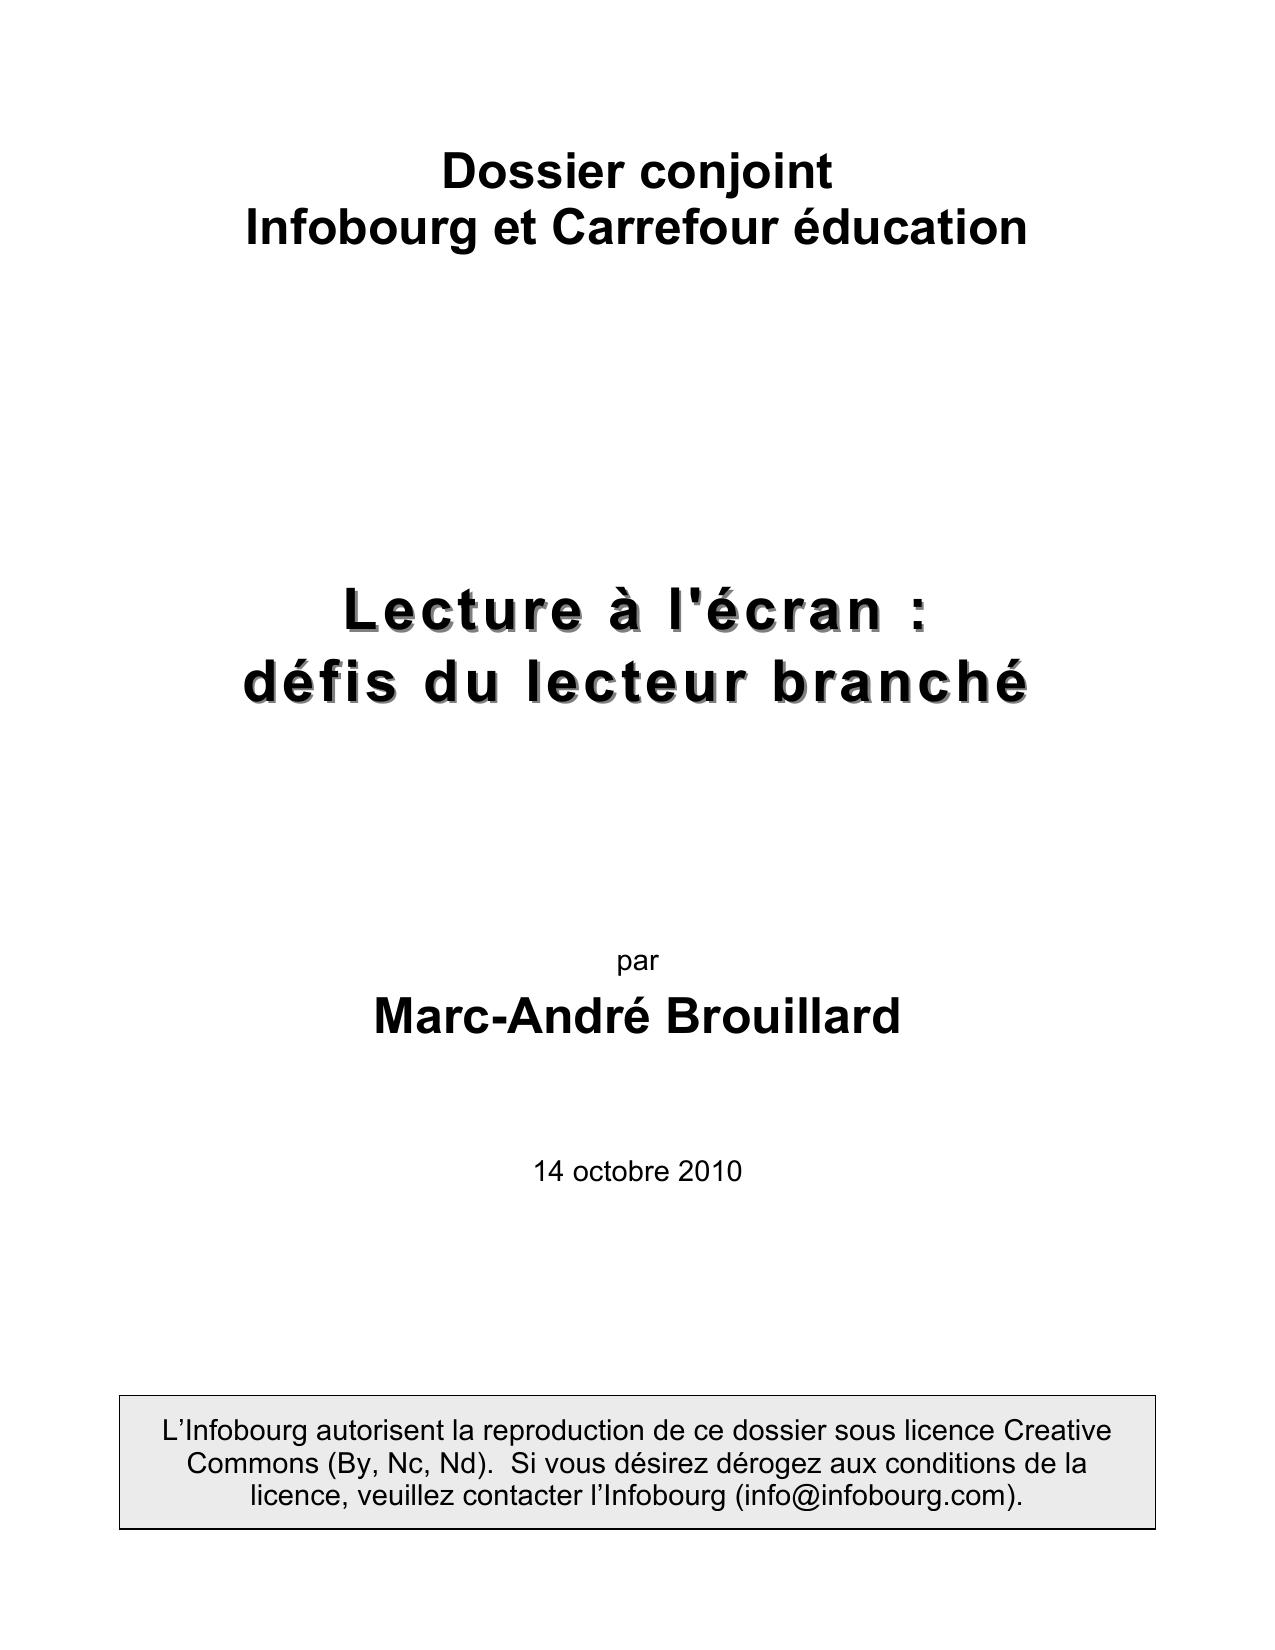 Dossier conjoint
Infobourg et Carrefour éducation
Lecture à l'écran :
défis du lecteur branché
par
Marc-André Brouillard
14 octobre 2010
L’Infobourg autorisent la reproduction de ce dossier sous licence Creative
Commons (By, Nc, Nd).  Si vous désirez dérogez aux conditions de la
licence, veuillez contacter l’Infobourg (info@infobourg.com).